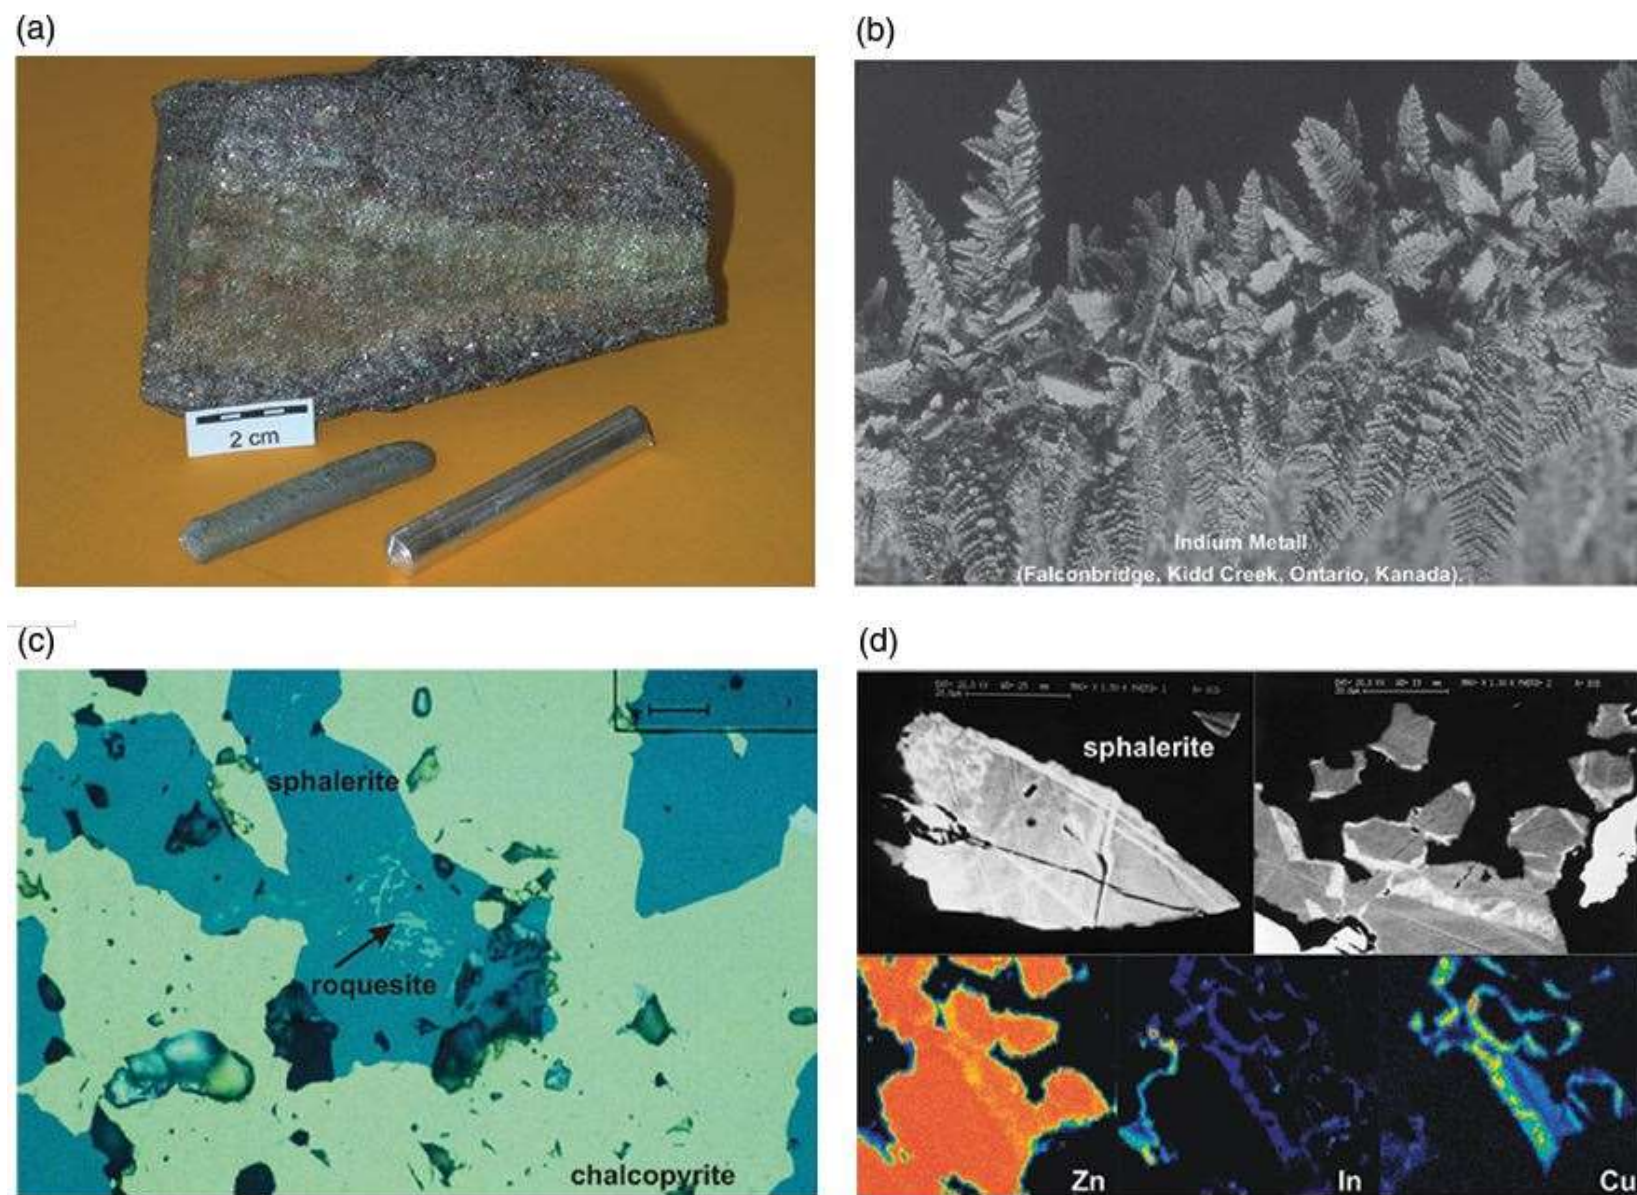 (a)
(b)
2 cm
Indium Metall
(Falconbridge, Kidd Creek, Ontario, Kanada).
(c)
(d)
sphalerite
roquesite
chalcopyrite
sphalerite
Zn
In
Cu